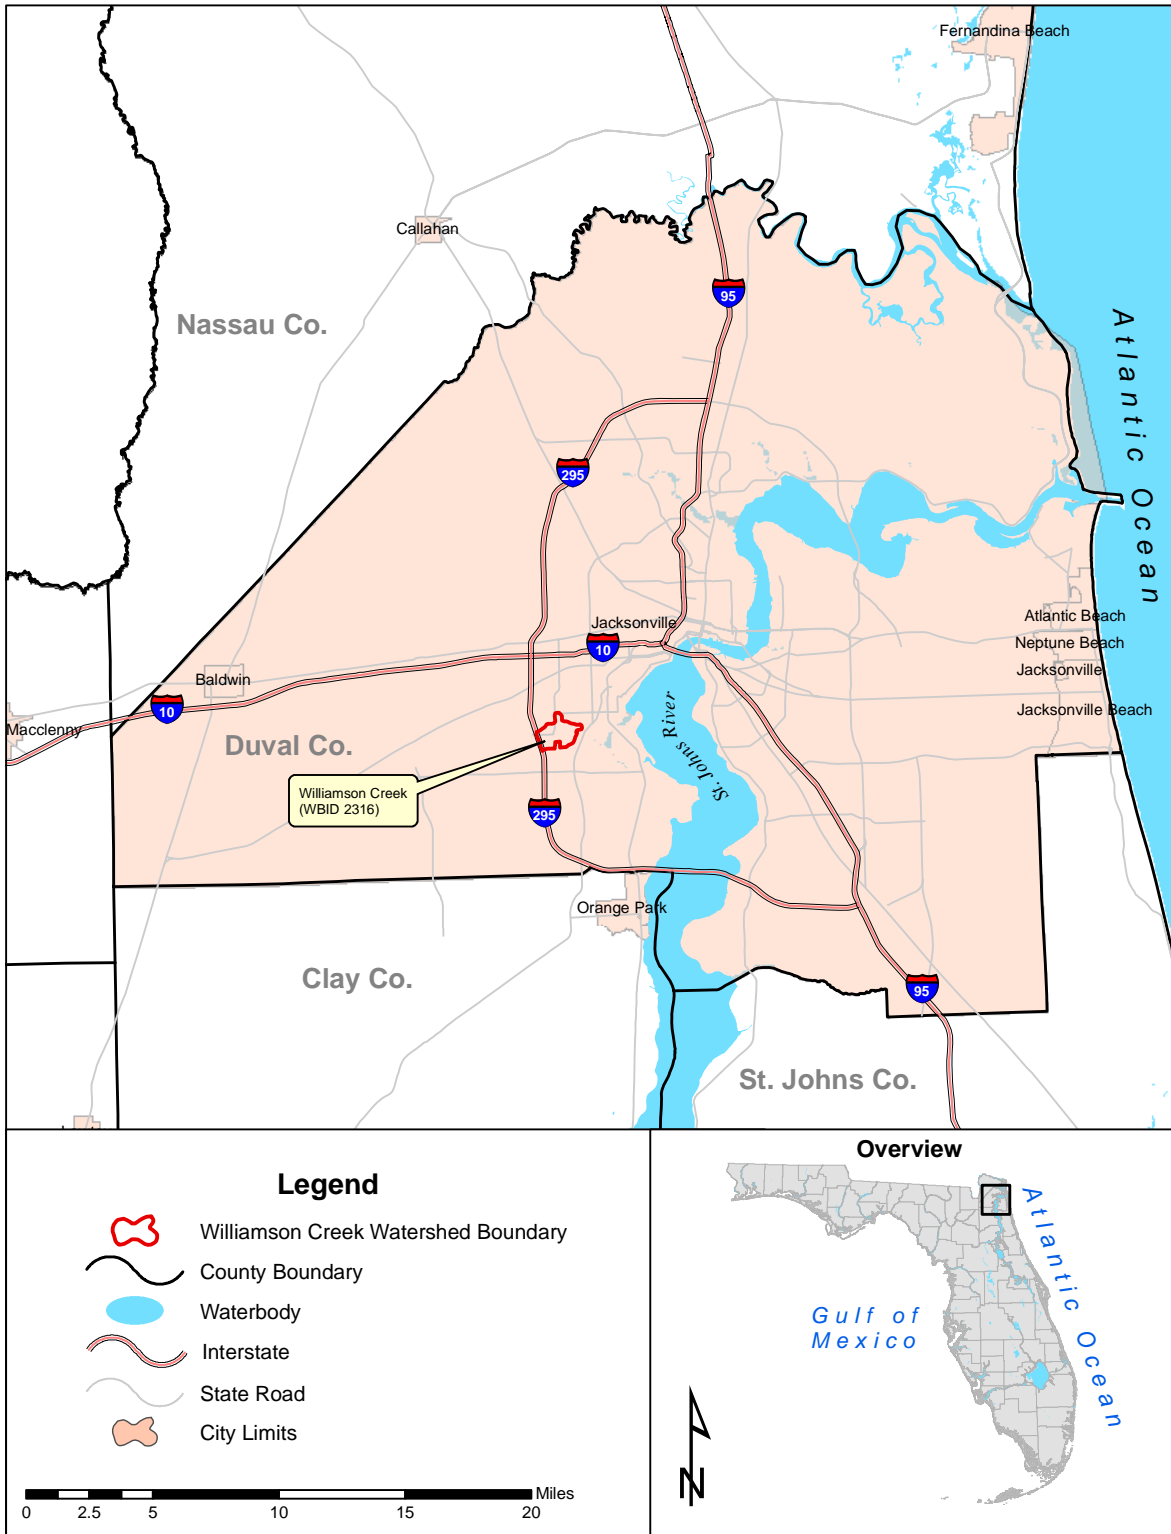 Fernandina Beach
Callahan
95
Nassau Co.
Atlantic Ocean
295
Jacksonville
10
Atlantic Beach
Neptune Beach
Jacksonville
Jacksonville Beach
Baldwin
10
Macclenny
St. Johns River
Duval Co.
Williamson Creek
(WBID 2316)
295
Orange Park
Clay Co.
95
St. Johns Co.
Legend
Williamson Creek Watershed Boundary
County Boundary
Waterbody
Interstate
State Road
City Limits
Miles
0 2.5 5 10 15 20
Overview
Atlantic Ocean
Gulf of
Mexico
N